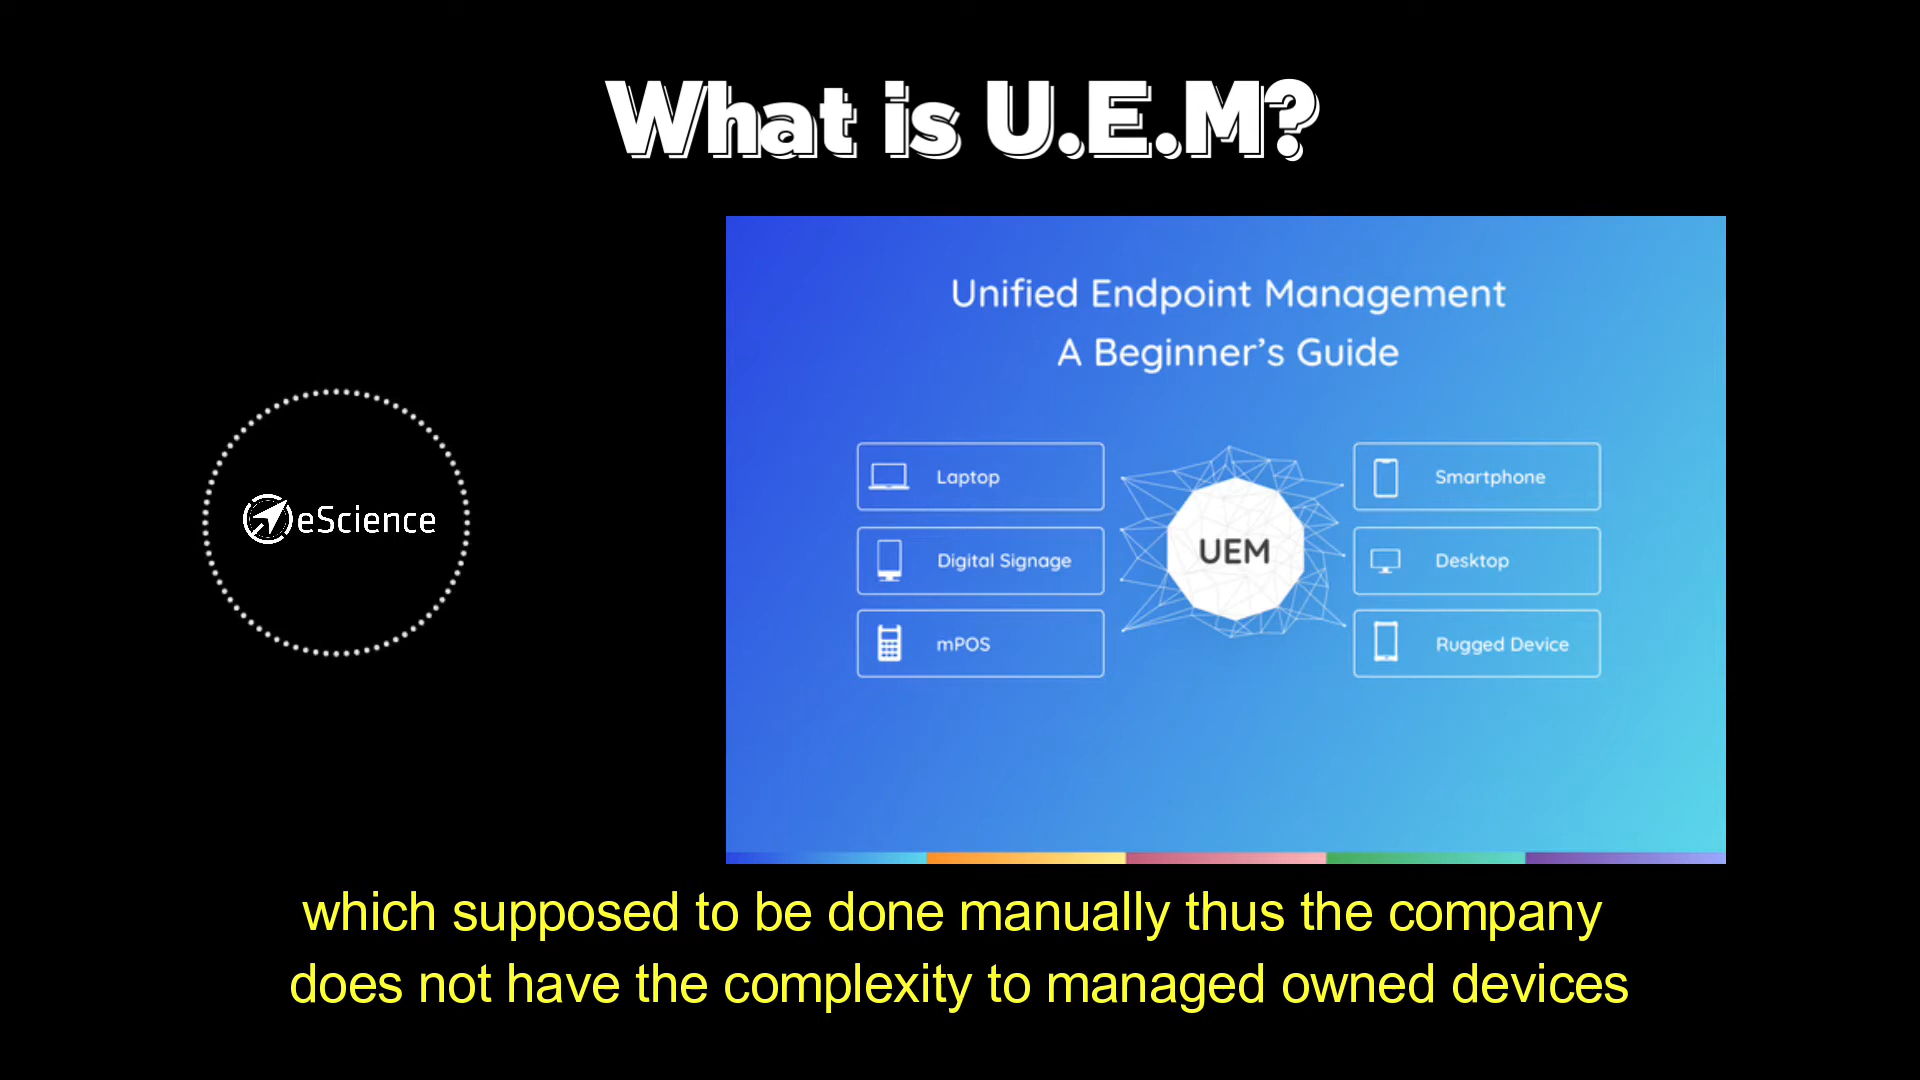 What is U.E.M?
Unified Endpoint Management
A Beginner's Guide
eScience
Laptop
Digital Signage
mPOS
UEM
Smartphone
Desktop
Rugged Device
which supposed to be done manually thus the company
does not have the complexity to managed owned devices